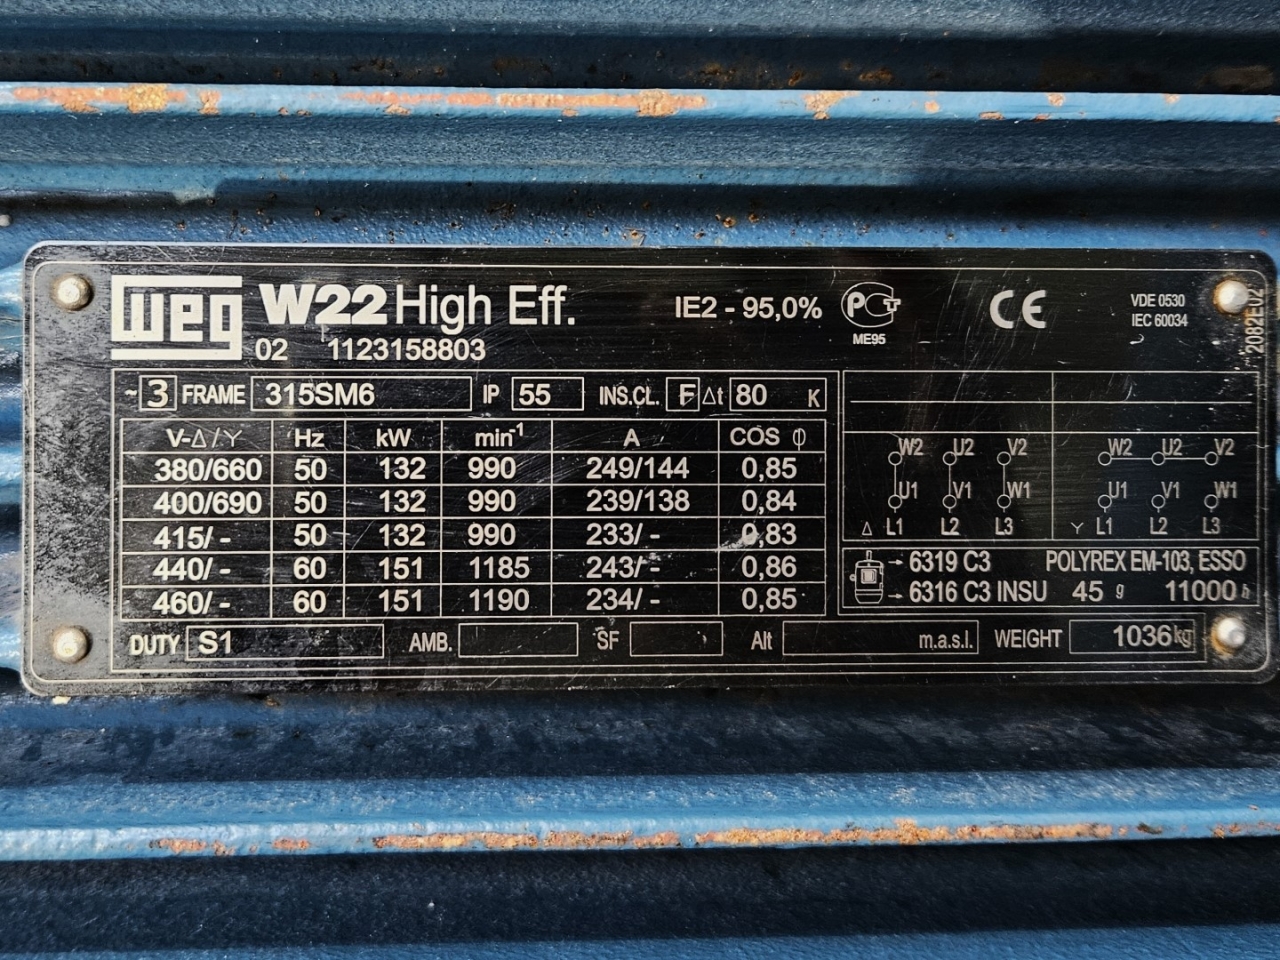 weg W22 High Eff. IE2 - 95,0% PCT CE VDE 0530
IEC 60034
ME95
02 1123158803
2082E02
~ 3 FRAME 315SM6 IP 55 INS.CL. F Δt 80 K
V-Δ/Y Hz kW min-1 A COS φ
380/660 50 132 990 249/144 0,85
400/690 50 132 990 239/138 0,84
415/- 50 132 990 233/- 0,83
440/- 60 151 1185 243/- 0,86
460/- 60 151 1190 234/- 0,85
DUTY S1 AMB. SF Alt m.a.s.l. WEIGHT 1036kg
W2 U2 V2 W2 U2 V2
U1 V1 W1 U1 V1 W1
Δ L1 L2 L3 Y L1 L2 L3
→ 6319 C3 POLYREX EM-103, ESSO
→ 6316 C3 INSU 45 g 11000 h